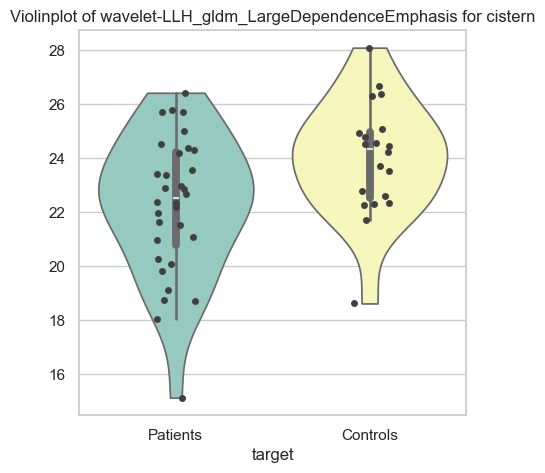 Violinplot of wavelet-LLH_gldm_LargeDependenceEmphasis for cistern
28
26
24
22
20
18
16
Patients Controls
target